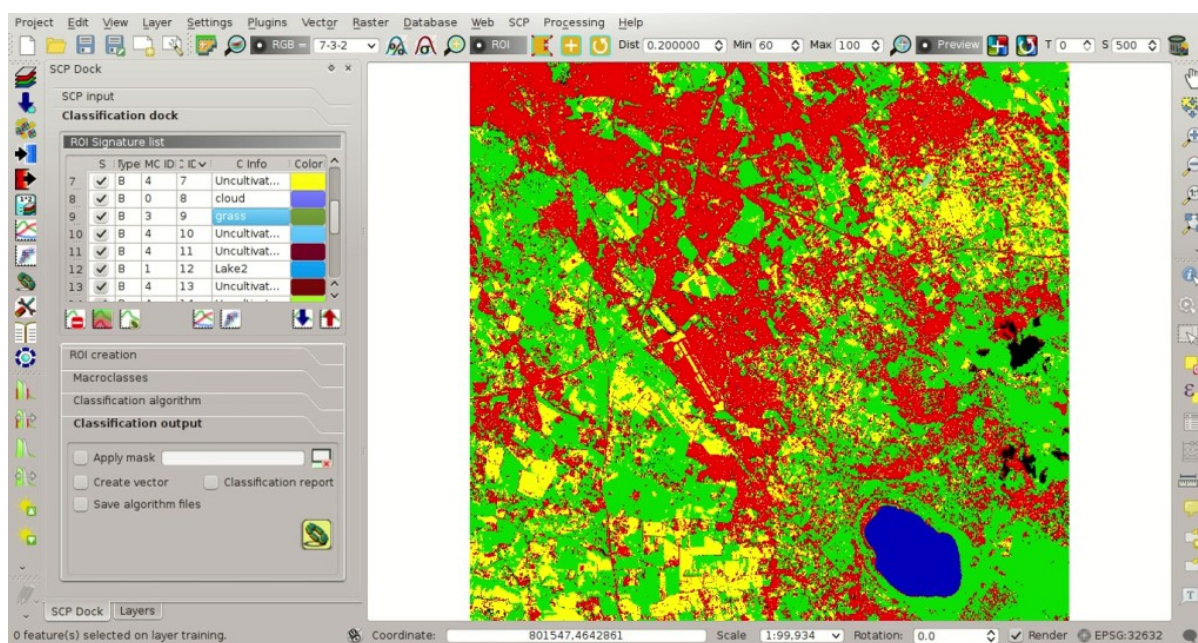 Project Edit View Layer Settings Plugins Vector Raster Database Web SCP Processing Help
RGB = 7-3-2 ROI Dist 0.200000 Min 60 Max 100 Preview T 0 S 500
SCP Dock
SCP input
Classification dock
ROI Signature list
S Type MC ID C Info Color
7 B 4 7 Uncultivat...
8 B 0 8 cloud
9 B 3 9 grass
10 B 4 10 Uncultivat...
11 B 4 11 Uncultivat...
12 B 1 12 Lake2
13 B 4 13 Uncultivat...
ROI creation
Macroclasses
Classification algorithm
Classification output
Apply mask
Create vector Classification report
Save algorithm files
SCP Dock Layers
0 feature(s) selected on layer training. Coordinate: 801547,4642861 Scale 1:99,934 Rotation: 0.0 Render EPSG:32632